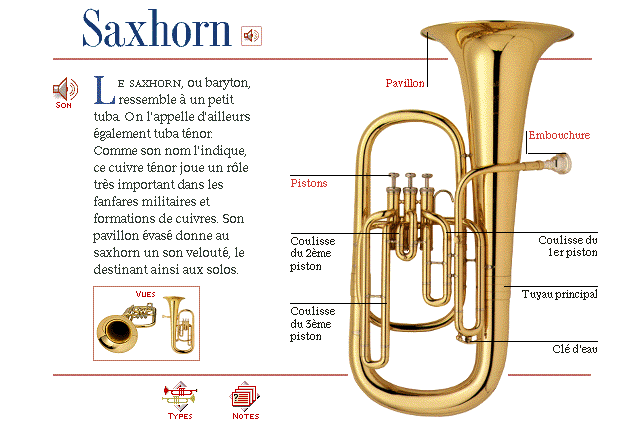 Saxhorn
Son
LE SAXHORN, ou baryton,
ressemble à un petit
tuba. On l'appelle d'ailleurs
également tuba ténor.
Comme son nom l'indique,
ce cuivre ténor joue un rôle
très important dans les
fanfares militaires et
formations de cuivres. Son
pavillon évasé donne au
saxhorn un son velouté, le
destinant ainsi aux solos.
Vues
Pavillon
Embouchure
Pistons
Coulisse
du 2ème
piston
Coulisse du
1er piston
Coulisse
du 3ème
piston
Tuyau principal
Clé d'eau
Types
Notes